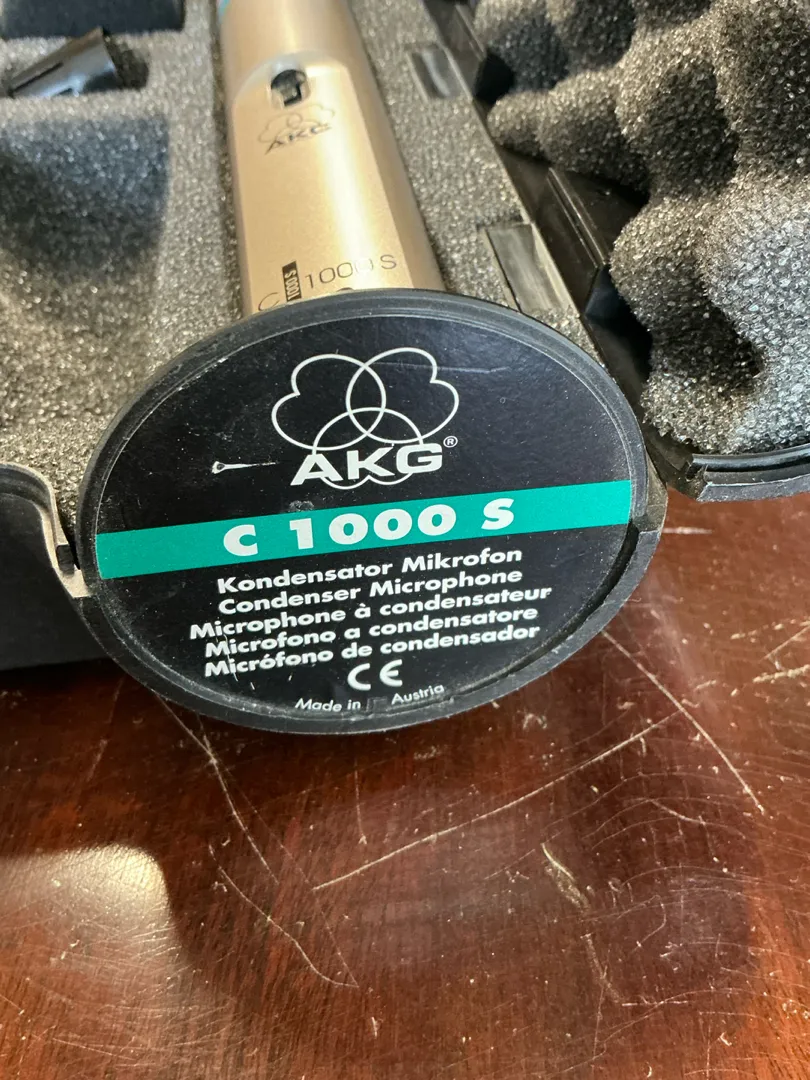 AKG
C 1000 S
C 1000 S
AKG®
C 1000 S
Kondensator Mikrofon
Condenser Microphone
Microphone à condensateur
Microfono a condensatore
Micrófono de condensador
CE
Made in Austria